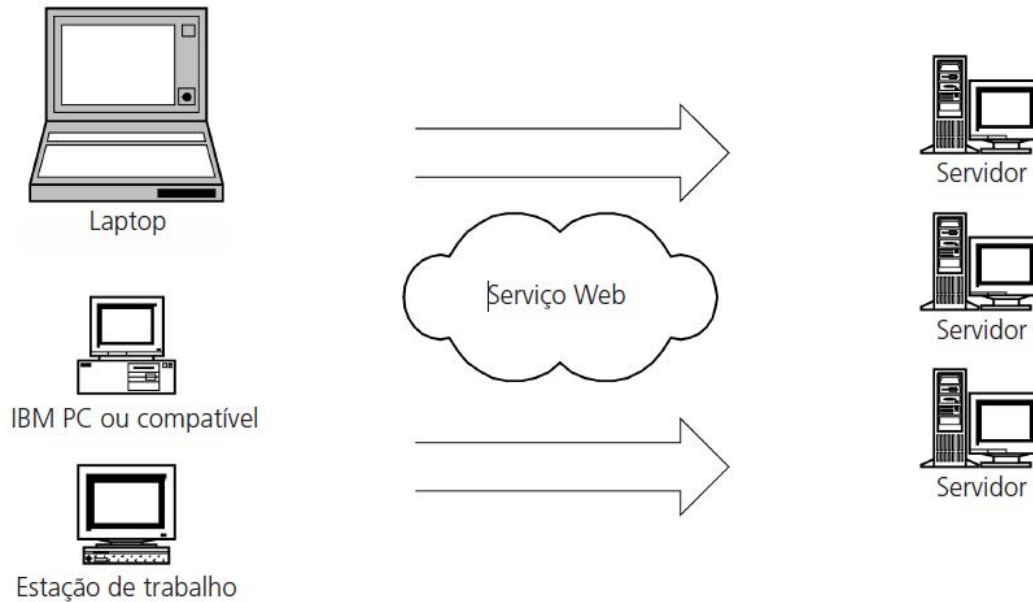 Laptop
IBM PC ou compatível
Estação de trabalho
Serviço Web
Servidor
Servidor
Servidor